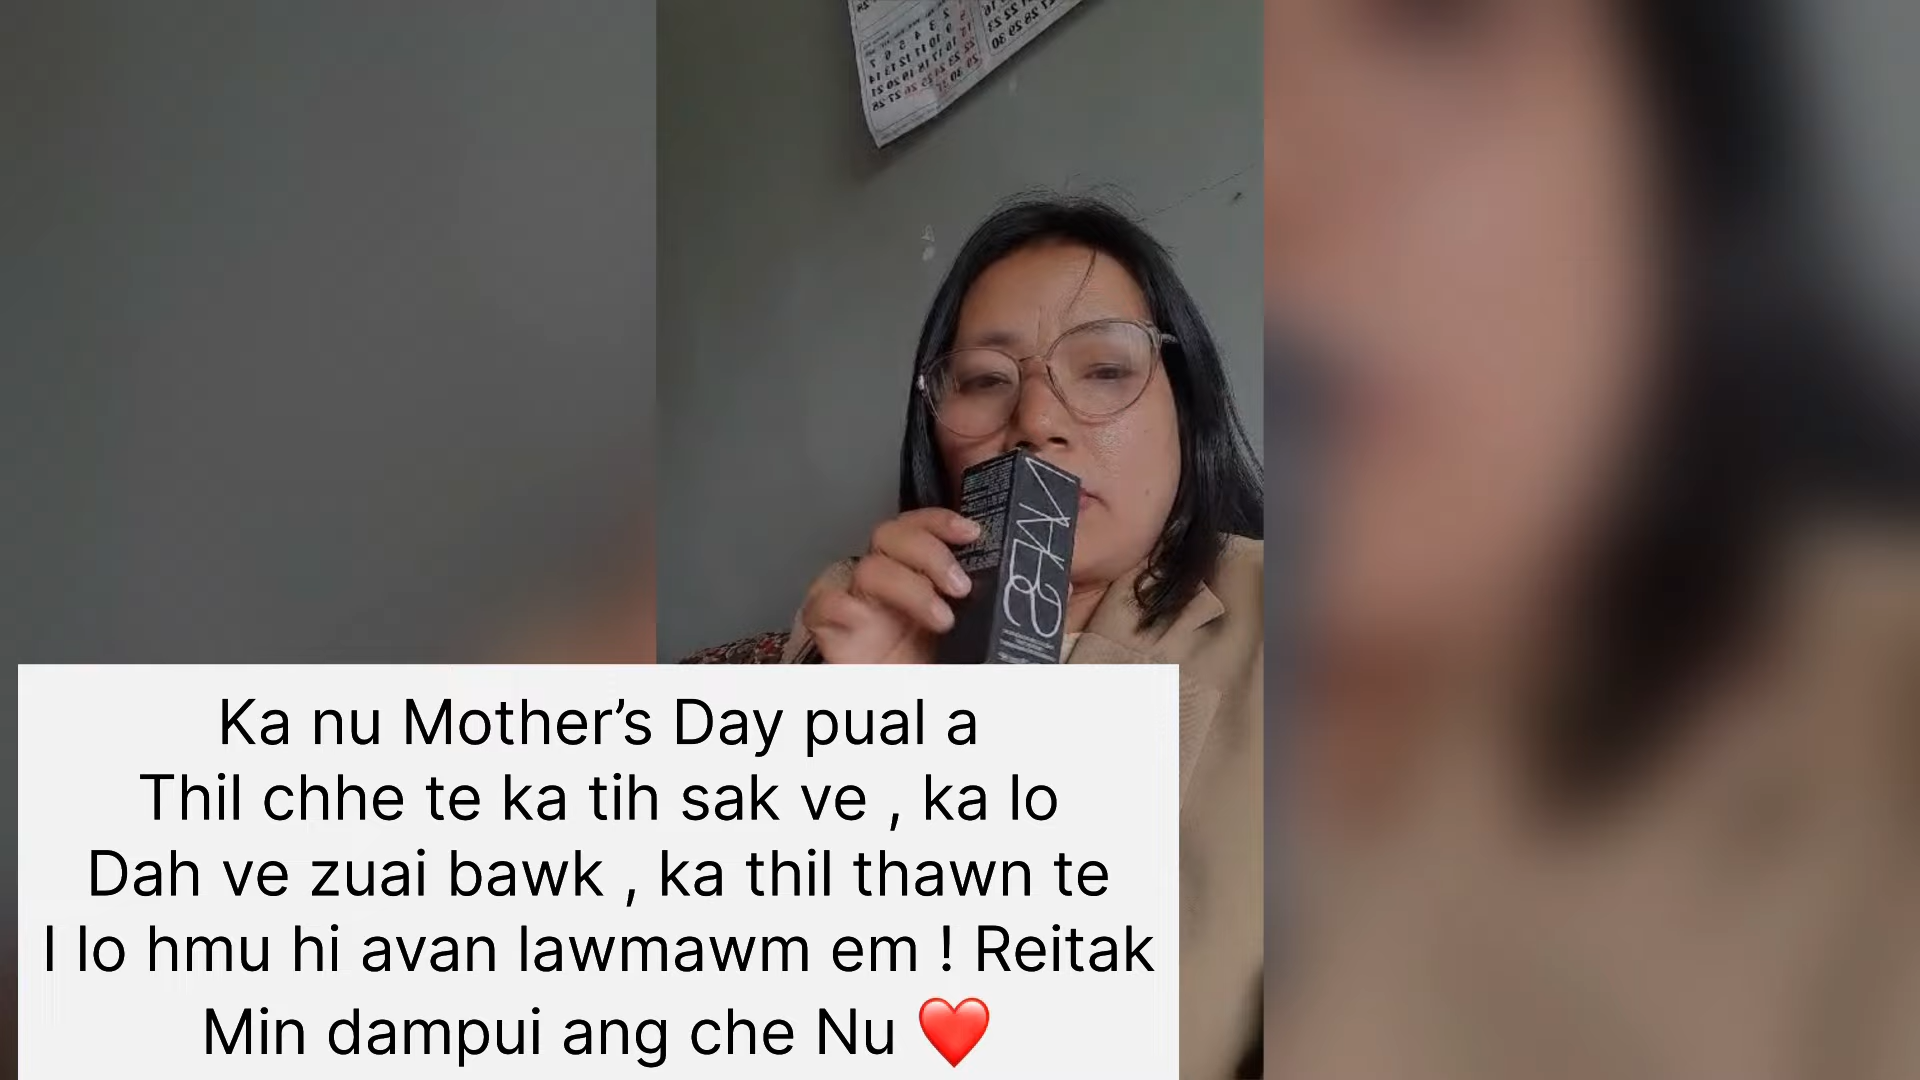 NARS
Ka nu Mother’s Day pual a
Thil chhe te ka tih sak ve , ka lo
Dah ve zuai bawk , ka thil thawn te
I lo hmu hi avan lawmawm em ! Reitak
Min dampui ang che Nu ❤️